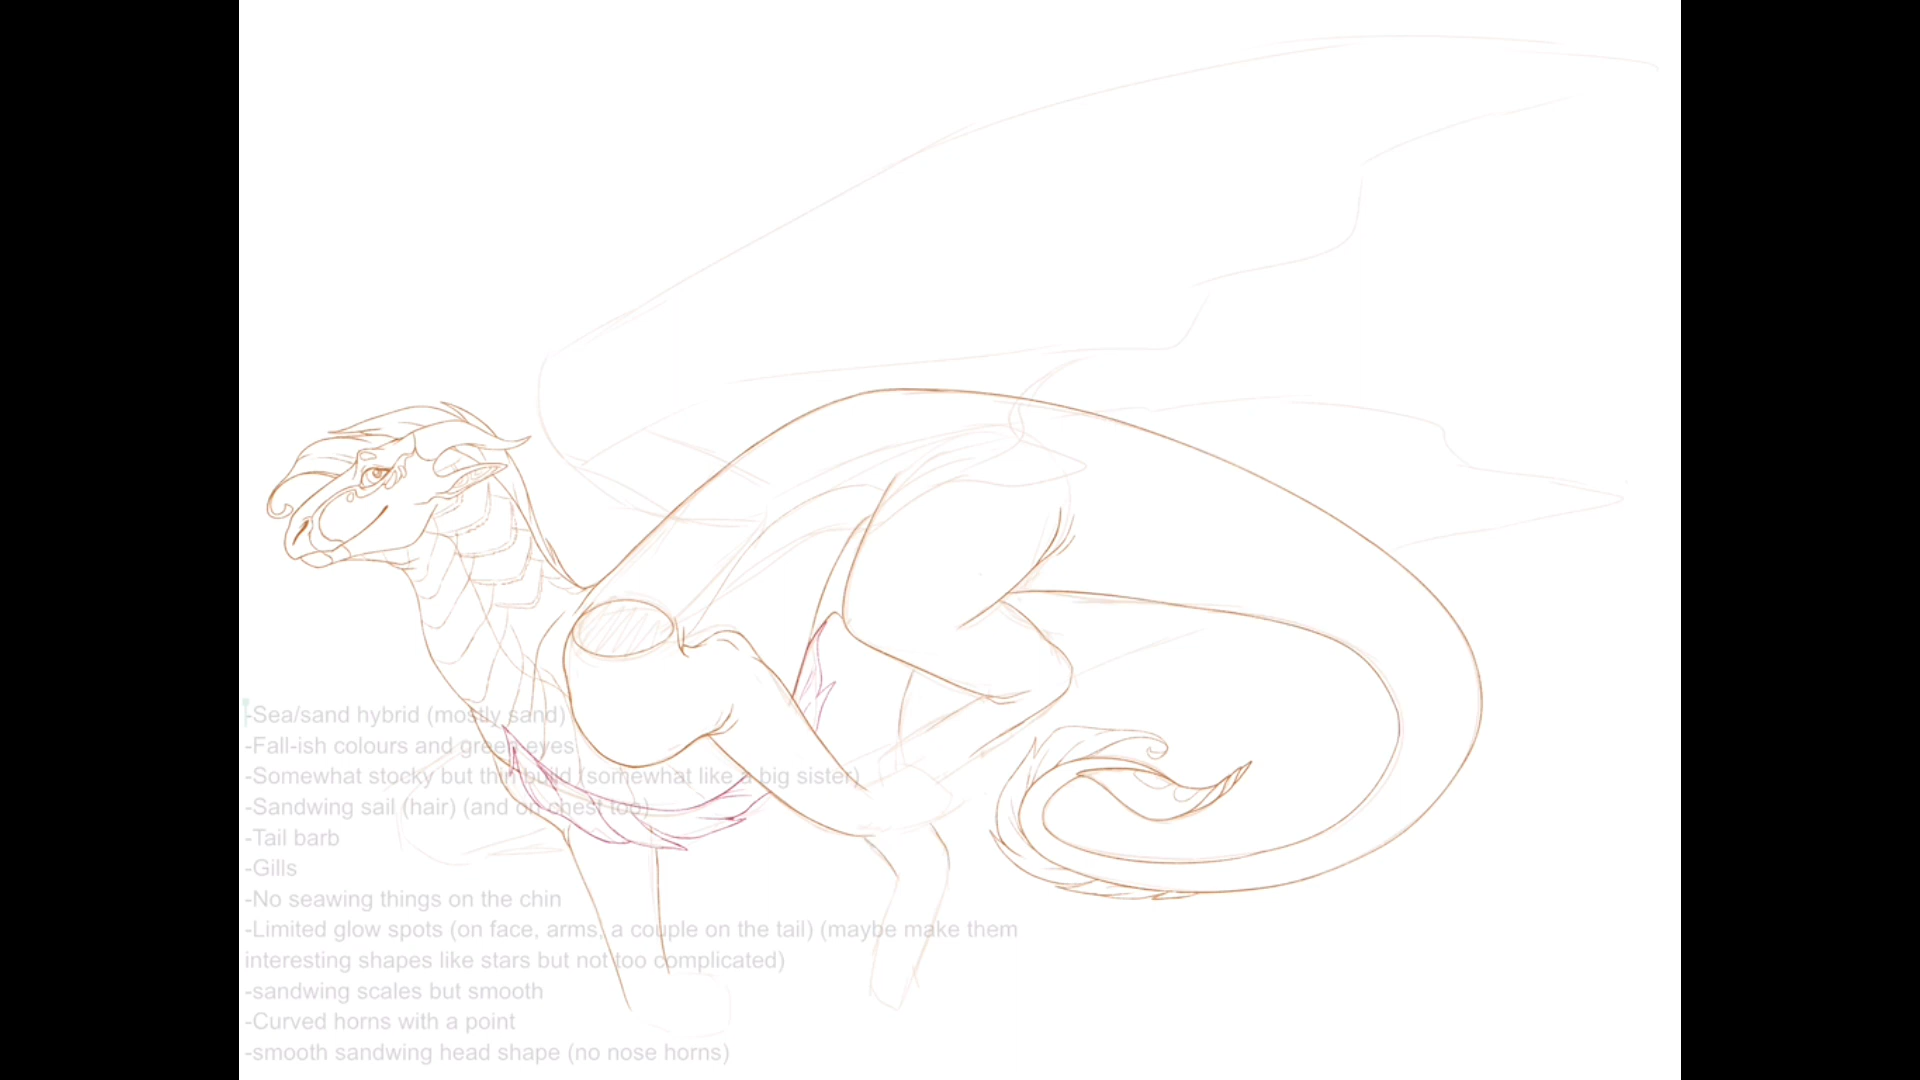 -Sea/sand hybrid (mostly sand)
-Fall-ish colours and green eyes
-Somewhat stocky but thin build (somewhat like a big sister)
-Sandwing sail (hair) (and on chest too)
-Tail barb
-Gills
-No seawing things on the chin
-Limited glow spots (on face, arms, a couple on the tail) (maybe make them
interesting shapes like stars but not too complicated)
-sandwing scales but smooth
-Curved horns with a point
-smooth sandwing head shape (no nose horns)